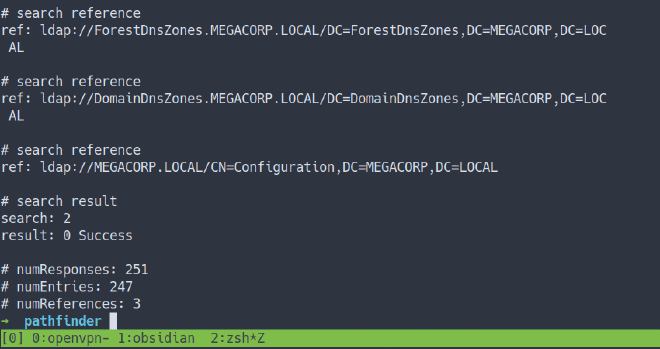 # search reference
ref: ldap://ForestDnsZones.MEGACORP.LOCAL/DC=ForestDnsZones,DC=MEGACORP,DC=LOC
 AL
# search reference
ref: ldap://DomainDnsZones.MEGACORP.LOCAL/DC=DomainDnsZones,DC=MEGACORP,DC=LOC
 AL
# search reference
ref: ldap://MEGACORP.LOCAL/CN=Configuration,DC=MEGACORP,DC=LOCAL
# search result
search: 2
result: 0 Success
# numResponses: 251
# numEntries: 247
# numReferences: 3
→ pathfinder
[0] 0:openvpn- 1:obsidian  2:zsh*Z